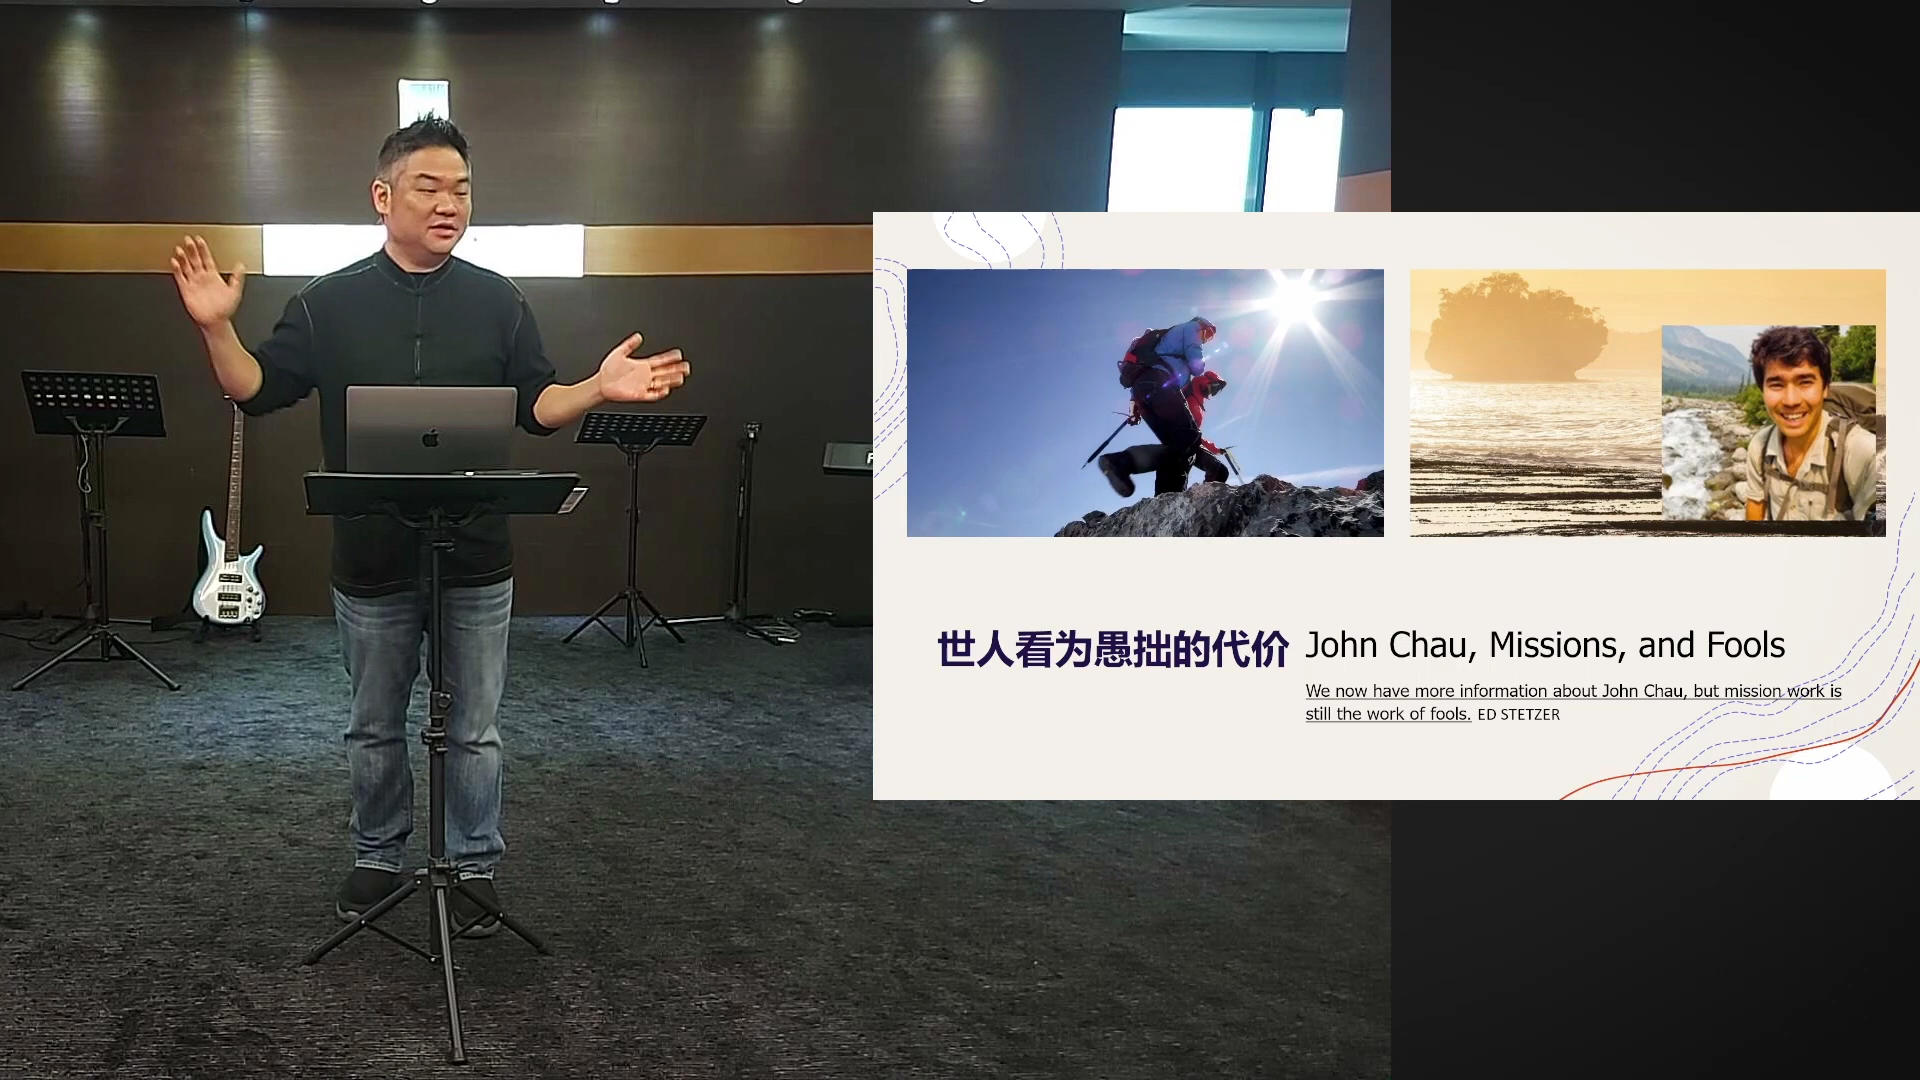 世人看为愚拙的代价
John Chau, Missions, and Fools
We now have more information about John Chau, but mission work is
still the work of fools. ED STETZER